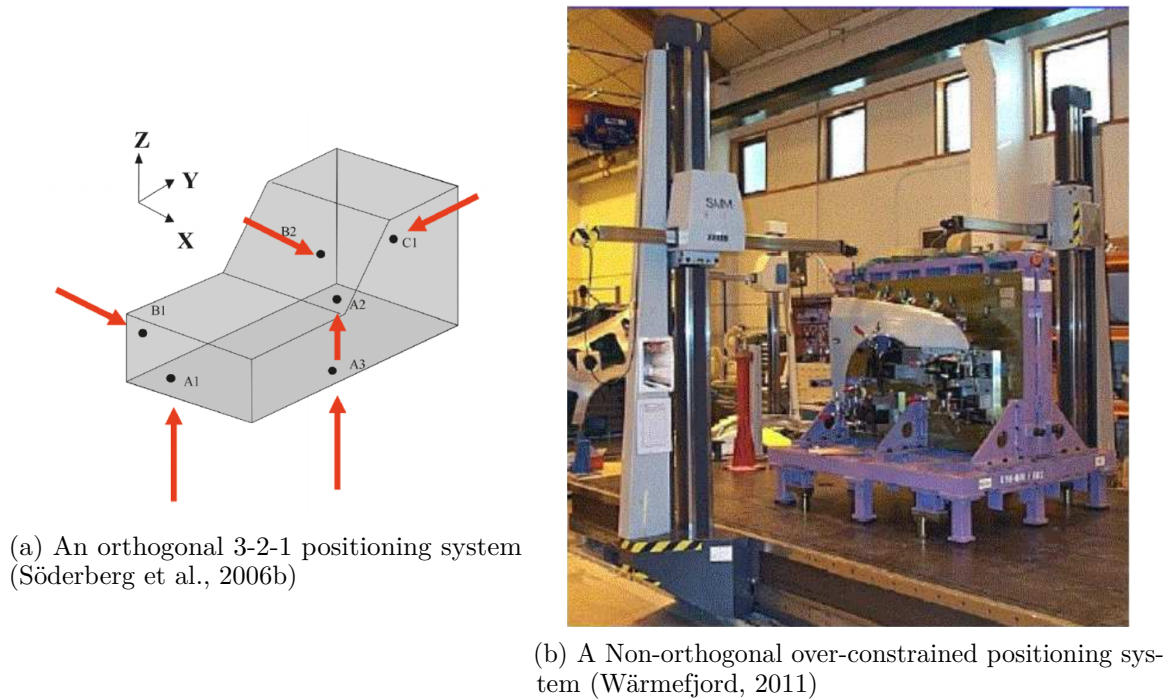 Z
Y
X
B2
C1
B1
A2
A1
A3
SMM
(a) An orthogonal 3-2-1 positioning system
(Söderberg et al., 2006b)
(b) A Non-orthogonal over-constrained positioning sys-
tem (Wärmefjord, 2011)